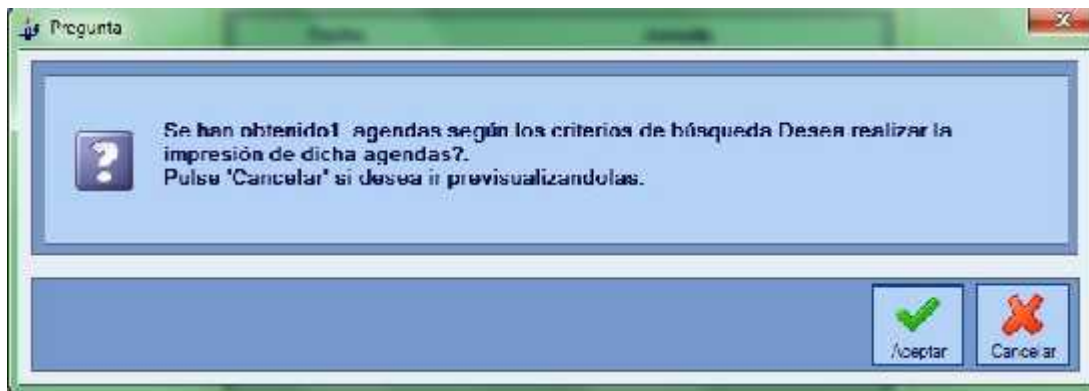 Pregunta
Se han obtenido1 agendas según los criterios de búsqueda Desea realizar la
impresión de dicha agendas?.
Pulse 'Cancelar' si desea ir previsualizandolas.
Aceptar
Cancelar